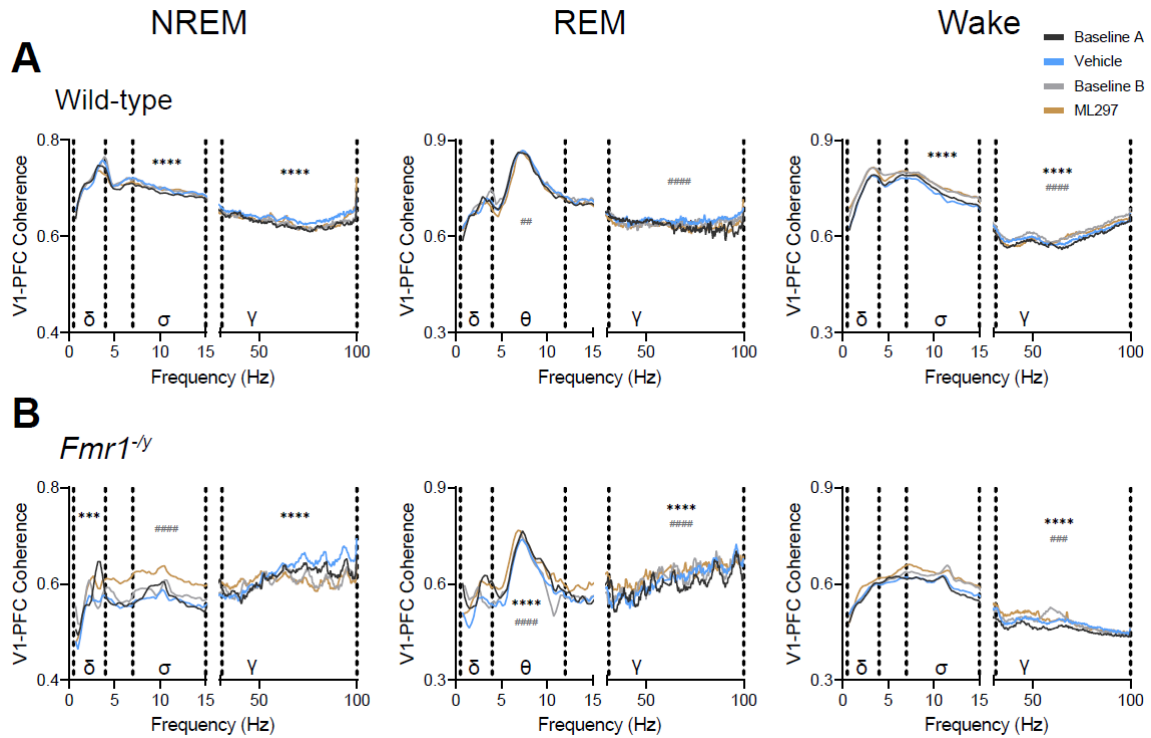 NREM REM Wake
Baseline A
Vehicle
Baseline B
ML297
A
Wild-type
V1-PFC Coherence
0.8
0.6
0.4
****
****
δ σ γ
0 5 10 15 50 100
Frequency (Hz)
V1-PFC Coherence
0.9
0.6
0.3
##
####
δ θ γ
0 5 10 15 50 100
Frequency (Hz)
V1-PFC Coherence
0.9
0.6
0.3
****
****
####
δ σ γ
0 5 10 15 50 100
Frequency (Hz)
B
Fmr1-/y
V1-PFC Coherence
0.8
0.6
0.4
***
####
****
δ σ γ
0 5 10 15 50 100
Frequency (Hz)
V1-PFC Coherence
0.9
0.6
0.3
****
####
****
####
δ θ γ
0 5 10 15 50 100
Frequency (Hz)
V1-PFC Coherence
0.8
0.6
0.4
****
###
δ σ γ
0 5 10 15 50 100
Frequency (Hz)